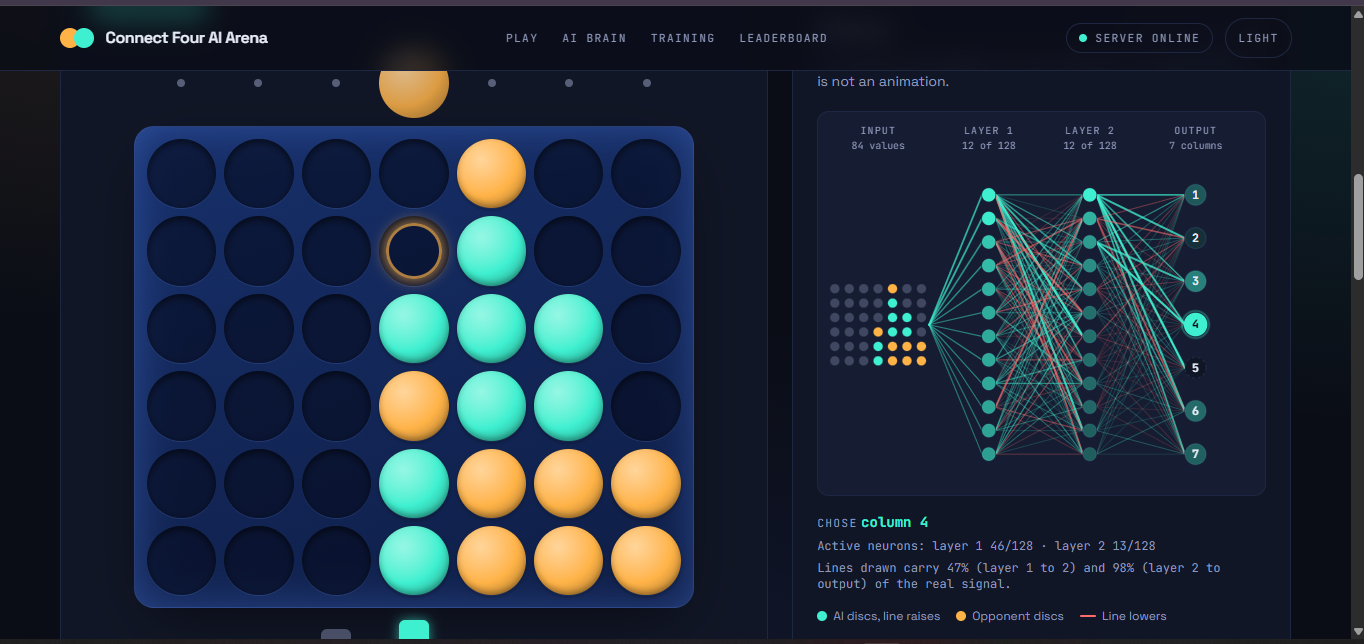 Connect Four AI Arena
PLAY
AI BRAIN
TRAINING
LEADERBOARD
SERVER ONLINE
LIGHT
is not an animation.
INPUT
84 values
LAYER 1
12 of 128
LAYER 2
12 of 128
OUTPUT
7 columns
1
2
3
4
5
6
7
CHOSE column 4
Active neurons: layer 1 46/128 · layer 2 13/128
Lines drawn carry 47% (layer 1 to 2) and 98% (layer 2 to
output) of the real signal.
AI discs, line raises
Opponent discs
Line lowers